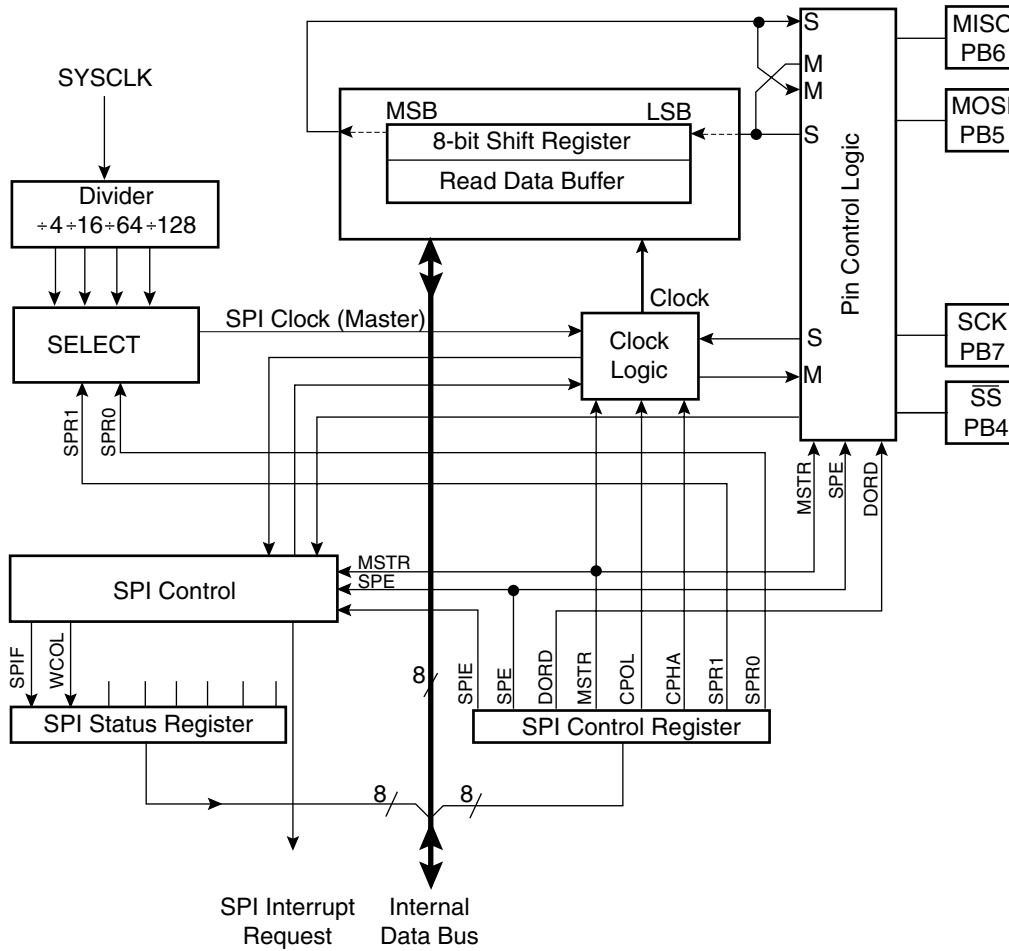 SYSCLK
Divider
÷4÷16÷64÷128
SELECT
SPR1
SPR0
SPI Clock (Master)
MSB
LSB
8-bit Shift Register
Read Data Buffer
Clock
Clock
Logic
S
M
M
S
S
M
Pin Control Logic
MISO
PB6
MOSI
PB5
SCK
PB7
SS
PB4
MSTR
SPE
DORD
SPI Control
MSTR
SPE
SPIF
WCOL
SPI Status Register
8
8
8
SPIE
SPE
DORD
MSTR
CPOL
CPHA
SPR1
SPR0
SPI Control Register
SPI Interrupt
Request
Internal
Data Bus